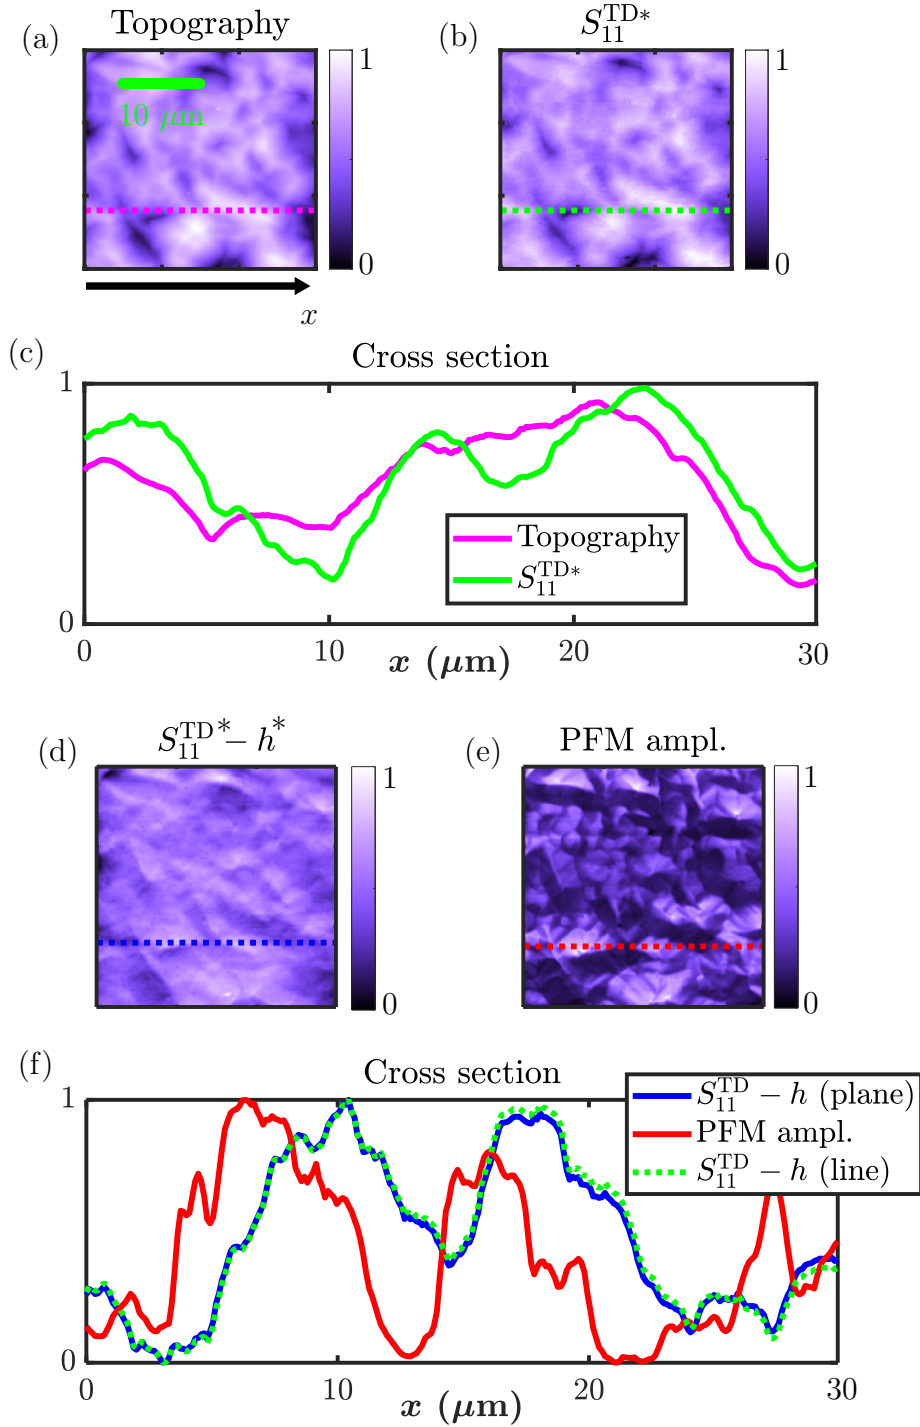 (a) Topography
1
10 μm
0
x
(b) S₁₁ᵀᴰ*
1
0
(c) Cross section
1
0
Topography
S₁₁ᵀᴰ*
0 10 20 30
x (μm)
(d) S₁₁ᵀᴰ* − h*
1
0
(e) PFM ampl.
1
0
(f) Cross section
1
0
S₁₁ᵀᴰ − h (plane)
PFM ampl.
S₁₁ᵀᴰ − h (line)
0 10 20 30
x (μm)